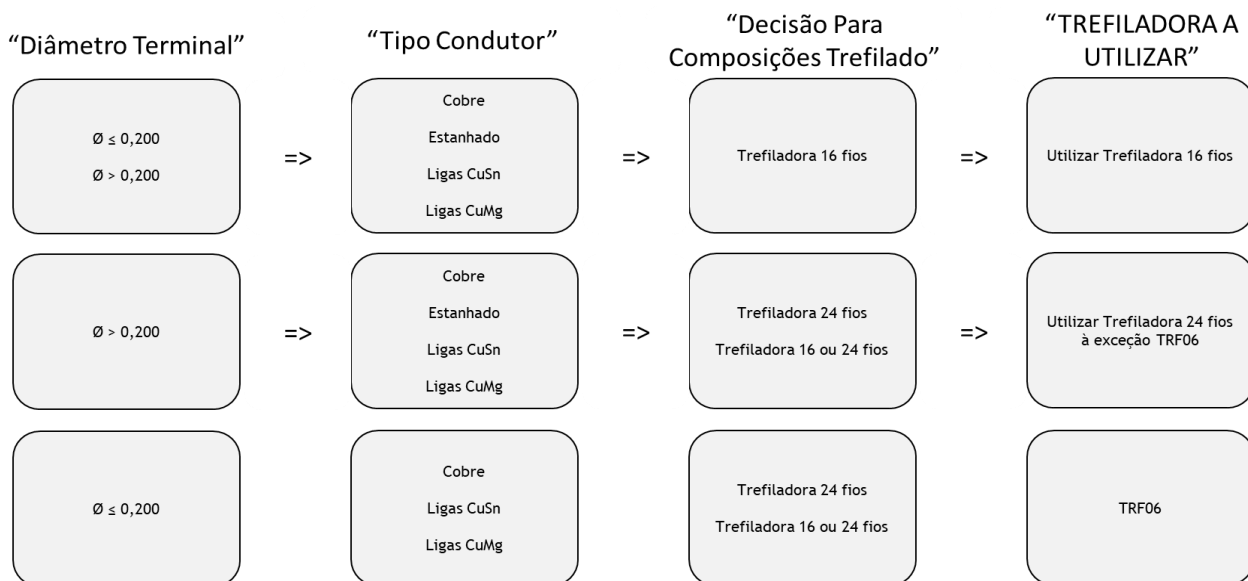 “Diâmetro Terminal”
“Tipo Condutor”
“Decisão Para
Composições Trefilado”
“TREFILADORA A
UTILIZAR”
Ø ≤ 0,200
Ø > 0,200
=>
Cobre
Estanhado
Ligas CuSn
Ligas CuMg
=>
Trefiladora 16 fios
=>
Utilizar Trefiladora 16 fios
Ø > 0,200
=>
Cobre
Estanhado
Ligas CuSn
Ligas CuMg
=>
Trefiladora 24 fios
Trefiladora 16 ou 24 fios
=>
Utilizar Trefiladora 24 fios
à exceção TRF06
Ø ≤ 0,200
Cobre
Ligas CuSn
Ligas CuMg
Trefiladora 24 fios
Trefiladora 16 ou 24 fios
TRF06